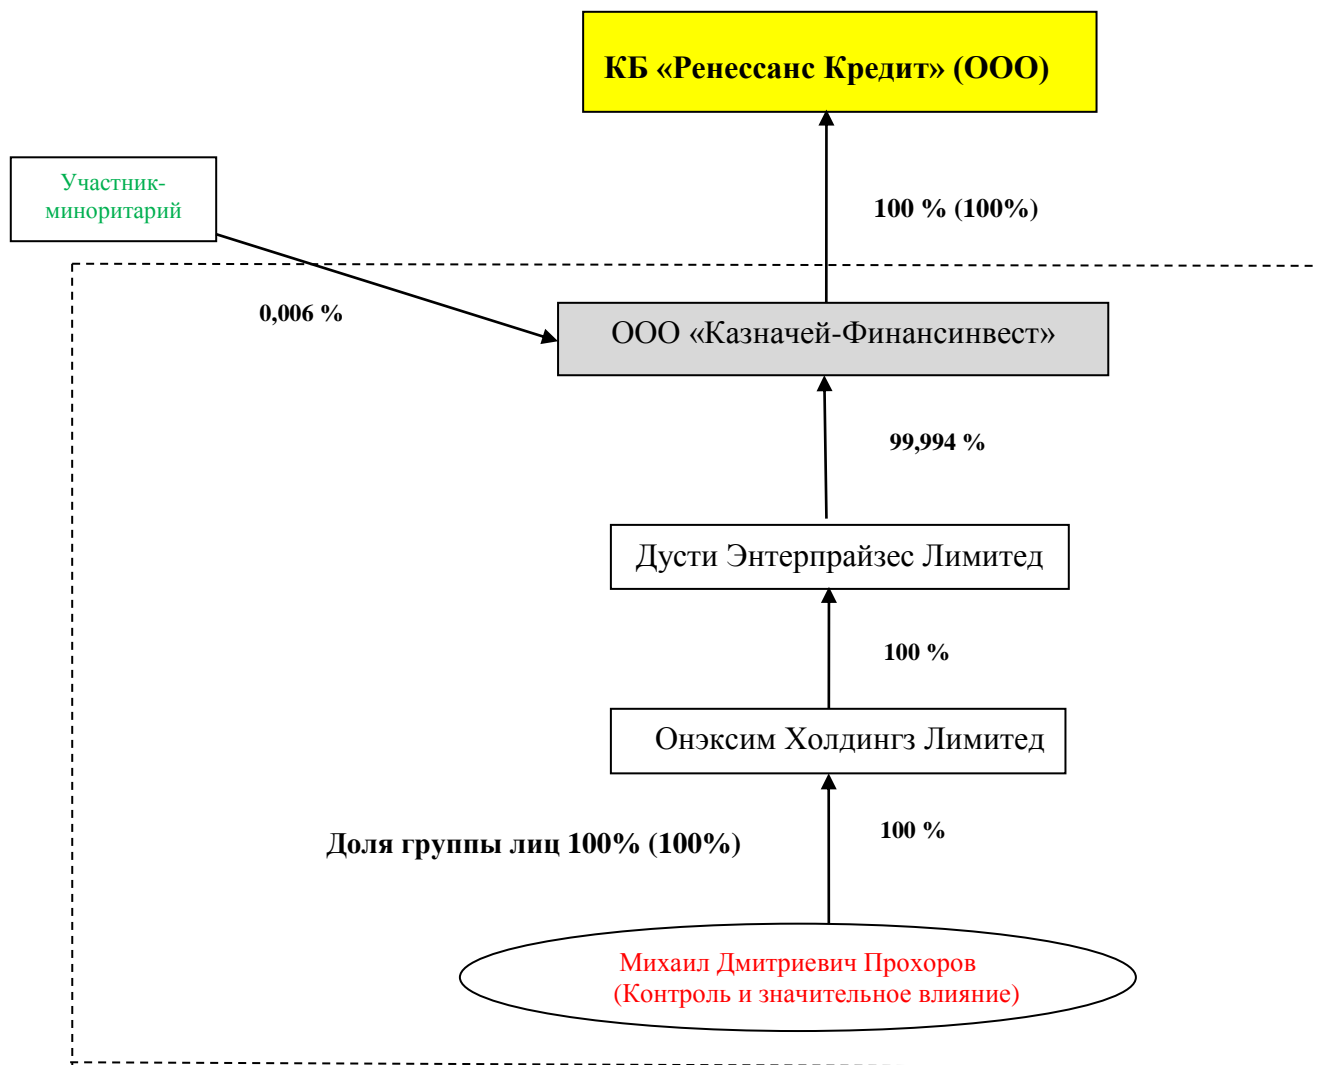 КБ «Ренессанс Кредит» (ООО)
Участник-
миноритарий
100 % (100%)
0,006 %
ООО «Казначей-Финансинвест»
99,994 %
Дусти Энтерпрайзес Лимитед
100 %
Онэксим Холдингз Лимитед
100 %
Доля группы лиц 100% (100%)
Михаил Дмитриевич Прохоров
(Контроль и значительное влияние)